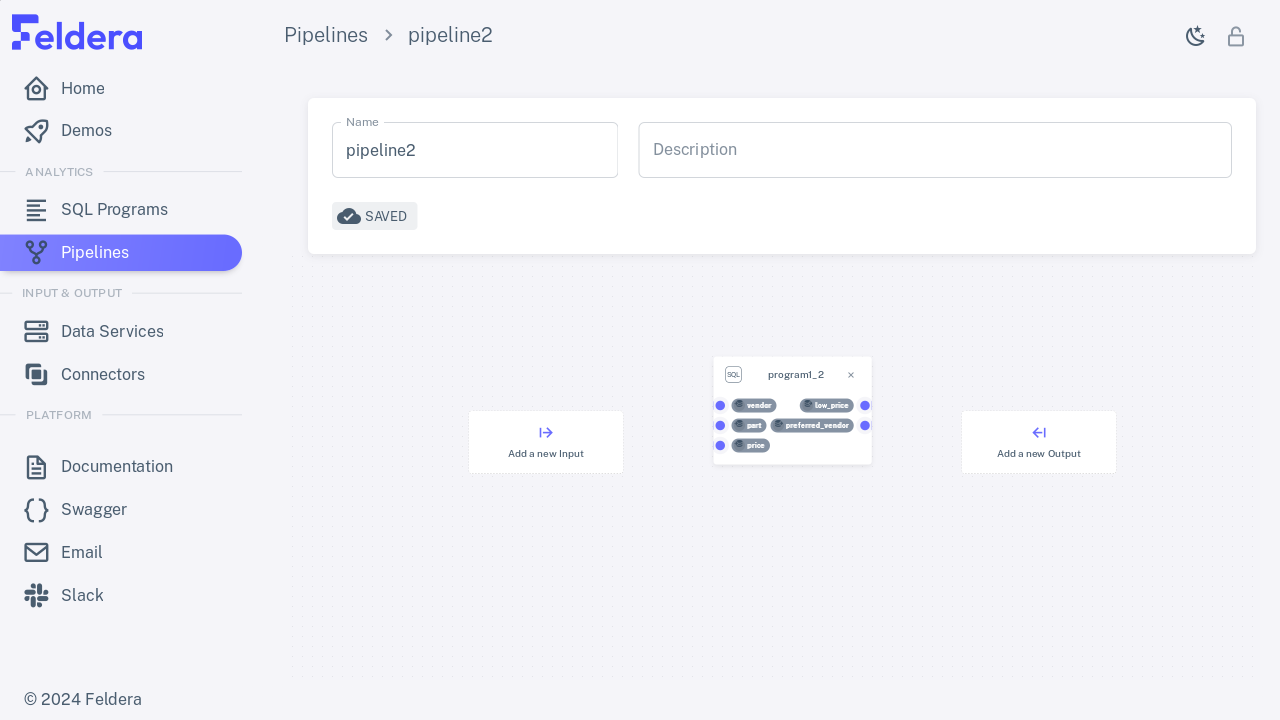 Feldera
Pipelines
pipeline2
Home
Demos
ANALYTICS
SQL Programs
Pipelines
INPUT & OUTPUT
Data Services
Connectors
PLATFORM
Documentation
Swagger
Email
Slack
© 2024 Feldera
Name
pipeline2
Description
SAVED
Add a new Input
SQL
program1_2
vendor
low_price
part
preferred_vendor
price
Add a new Output